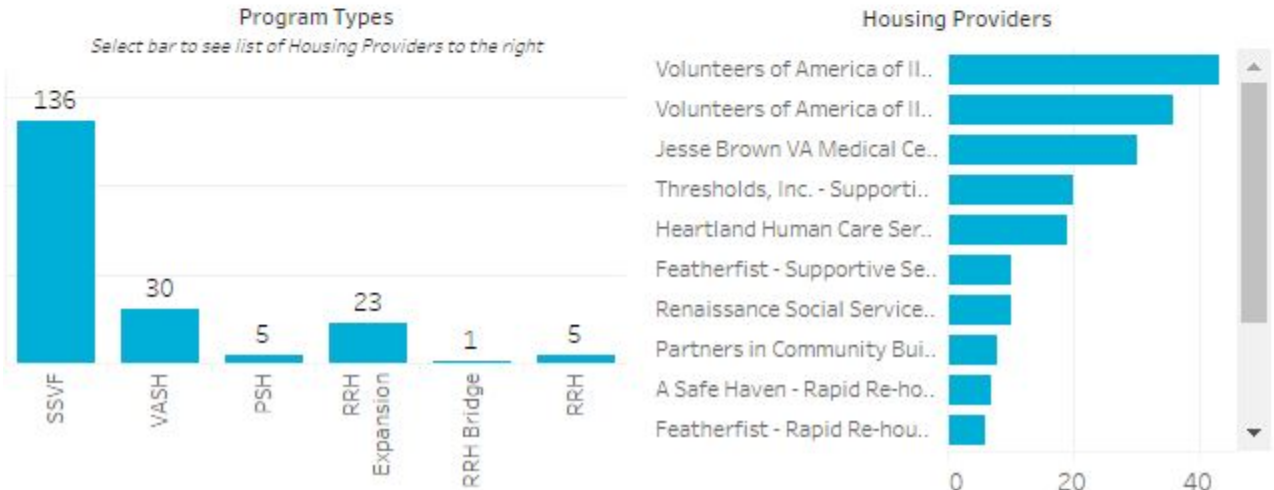 Program Types
Select bar to see list of Housing Providers to the right
136
30
5
23
1
5
SSVF
VASH
PSH
RRH
Expansion
RRH Bridge
RRH
Housing Providers
Volunteers of America of Il..
Volunteers of America of Il..
Jesse Brown VA Medical Ce..
Thresholds, Inc. - Supporti..
Heartland Human Care Ser..
Featherfist - Supportive Se..
Renaissance Social Service..
Partners in Community Bui..
A Safe Haven - Rapid Re-ho..
Featherfist - Rapid Re-hou..
0 20 40